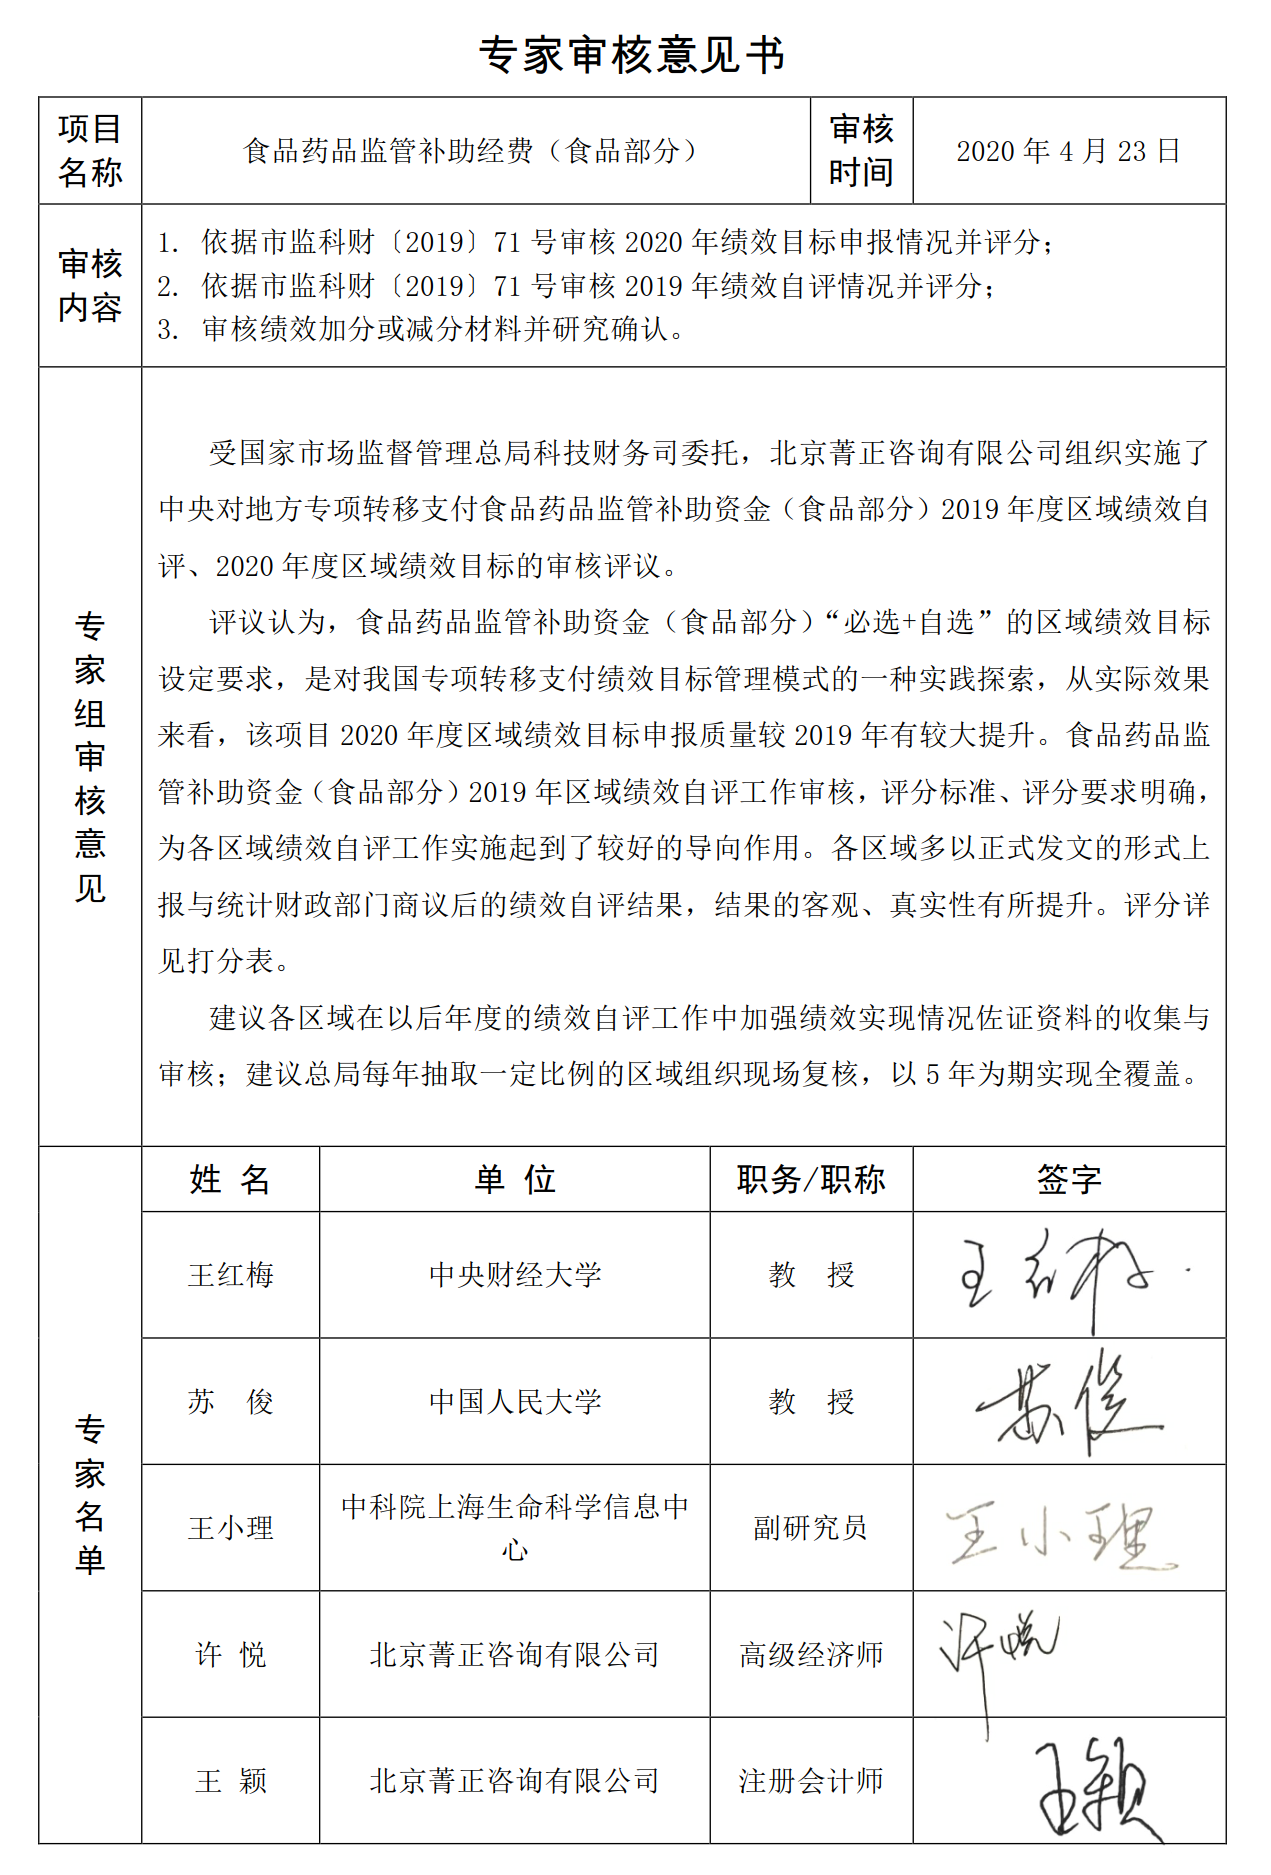 专家审核意见书
项目
名称
食品药品监管补助经费（食品部分）
审核
时间
2020 年 4 月 23 日
审核
内容
1. 依据市监科财〔2019〕71 号审核 2020 年绩效目标申报情况并评分；
2. 依据市监科财〔2019〕71 号审核 2019 年绩效自评情况并评分；
3. 审核绩效加分或减分材料并研究确认。
专
家
组
审
核
意
见
受国家市场监督管理总局科技财务司委托，北京菁正咨询有限公司组织实施了
中央对地方专项转移支付食品药品监管补助资金（食品部分）2019 年度区域绩效自
评、2020 年度区域绩效目标的审核评议。
评议认为，食品药品监管补助资金（食品部分）“必选+自选”的区域绩效目标
设定要求，是对我国专项转移支付绩效目标管理模式的一种实践探索，从实际效果
来看，该项目 2020 年度区域绩效目标申报质量较 2019 年有较大提升。食品药品监
管补助资金（食品部分）2019 年区域绩效自评工作审核，评分标准、评分要求明确，
为各区域绩效自评工作实施起到了较好的导向作用。各区域多以正式发文的形式上
报与统计财政部门商议后的绩效自评结果，结果的客观、真实性有所提升。评分详
见打分表。
建议各区域在以后年度的绩效自评工作中加强绩效实现情况佐证资料的收集与
审核；建议总局每年抽取一定比例的区域组织现场复核，以 5 年为期实现全覆盖。
专
家
名
单
姓 名 单 位 职务/职称 签字
王红梅 中央财经大学 教 授 王红梅
苏 俊 中国人民大学 教 授 苏俊
王小理 中科院上海生命科学信息中
心 副研究员 王小理
许 悦 北京菁正咨询有限公司 高级经济师 许悦
王 颖 北京菁正咨询有限公司 注册会计师 王颖